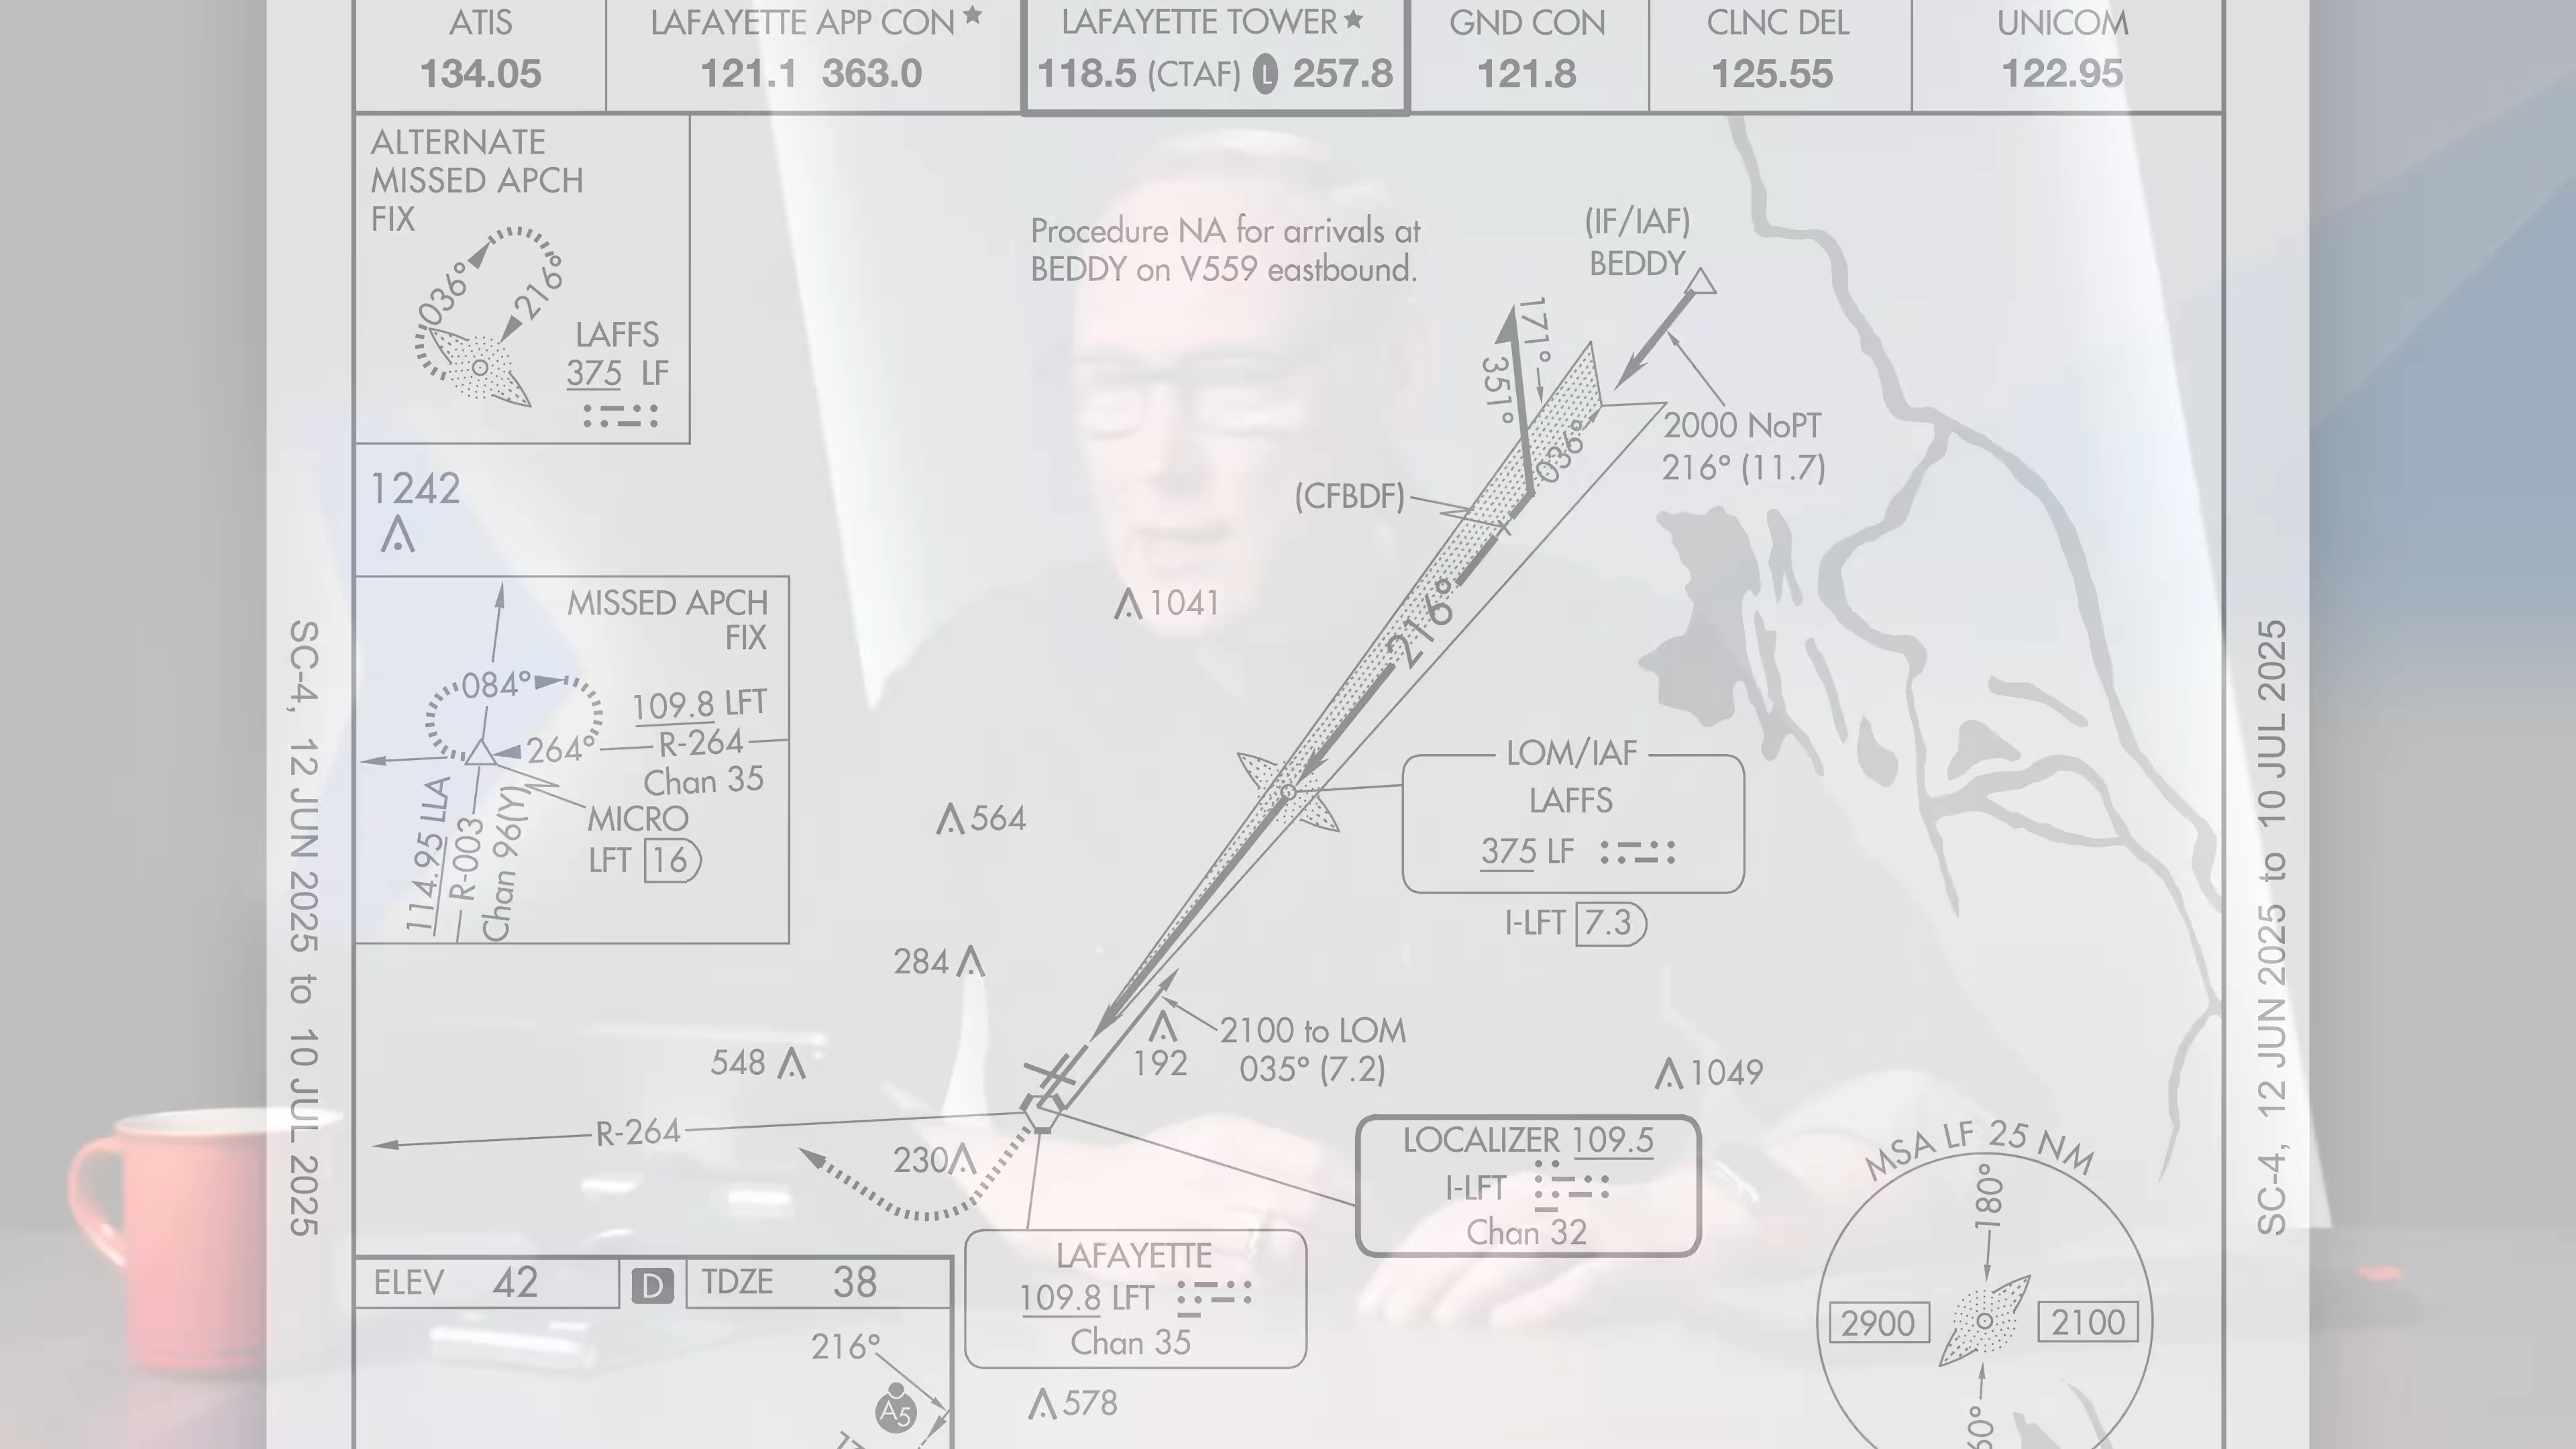 ATIS
134.05
LAFAYETTE APP CON ★
121.1 363.0
LAFAYETTE TOWER ★
118.5 (CTAF) L 257.8
GND CON
121.8
CLNC DEL
125.55
UNICOM
122.95
ALTERNATE
MISSED APCH
FIX
036°
216°
LAFFS
375 LF
1242
MISSED APCH
FIX
084°
109.8 LFT
264°
R-264
Chan 35
MICRO
LFT 16
114.95 LLA
R-003
Chan 96(Y)
Procedure NA for arrivals at
BEDDY on V559 eastbound.
(IF/IAF)
BEDDY
171°
351°
036°
2000 NoPT
216° (11.7)
(CFBDF)
216°
1041
564
LOM/IAF
LAFFS
375 LF
I-LFT 7.3
284
2100 to LOM
035° (7.2)
192
548
1049
R-264
230
LOCALIZER 109.5
I-LFT
Chan 32
MSA LF 25 NM
180°
2900
2100
LAFAYETTE
109.8 LFT
Chan 35
ELEV 42
D
TDZE 38
216°
A5
578
SC-4, 12 JUN 2025 to 10 JUL 2025
SC-4, 12 JUN 2025 to 10 JUL 2025